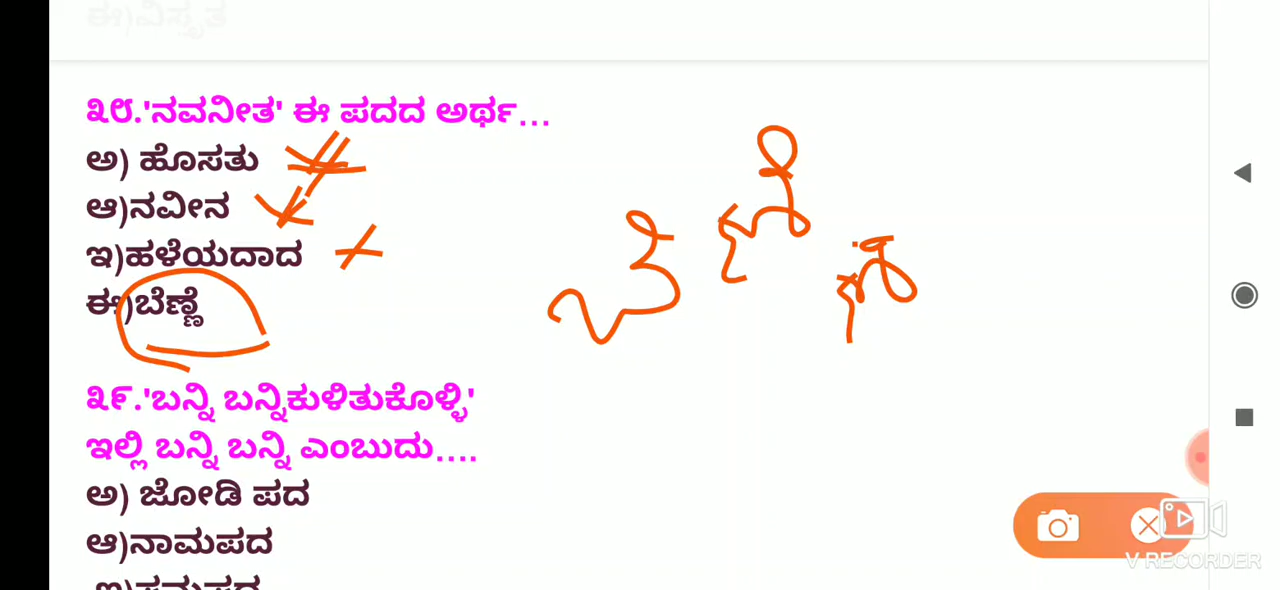 ಈ)ವಿಸ್ತೃತ
೩೮.'ನವನೀತ' ಈ ಪದದ ಅರ್ಥ...
ಅ) ಹೊಸತು
ಆ)ನವೀನ
ಇ)ಹಳೆಯದಾದ
ಈ)ಬೆಣ್ಣೆ
೩೯.'ಬನ್ನಿ ಬನ್ನಿಕುಳಿತುಕೊಳ್ಳಿ'
ಇಲ್ಲಿ ಬನ್ನಿ ಬನ್ನಿ ಎಂಬುದು....
ಅ) ಜೋಡಿ ಪದ
ಆ)ನಾಮಪದ
V RECORDER